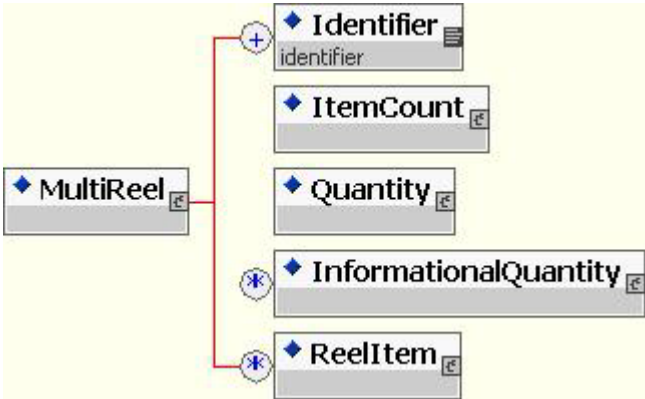 Identifier
identifier
ItemCount
MultiReel
Quantity
InformationalQuantity
ReelItem